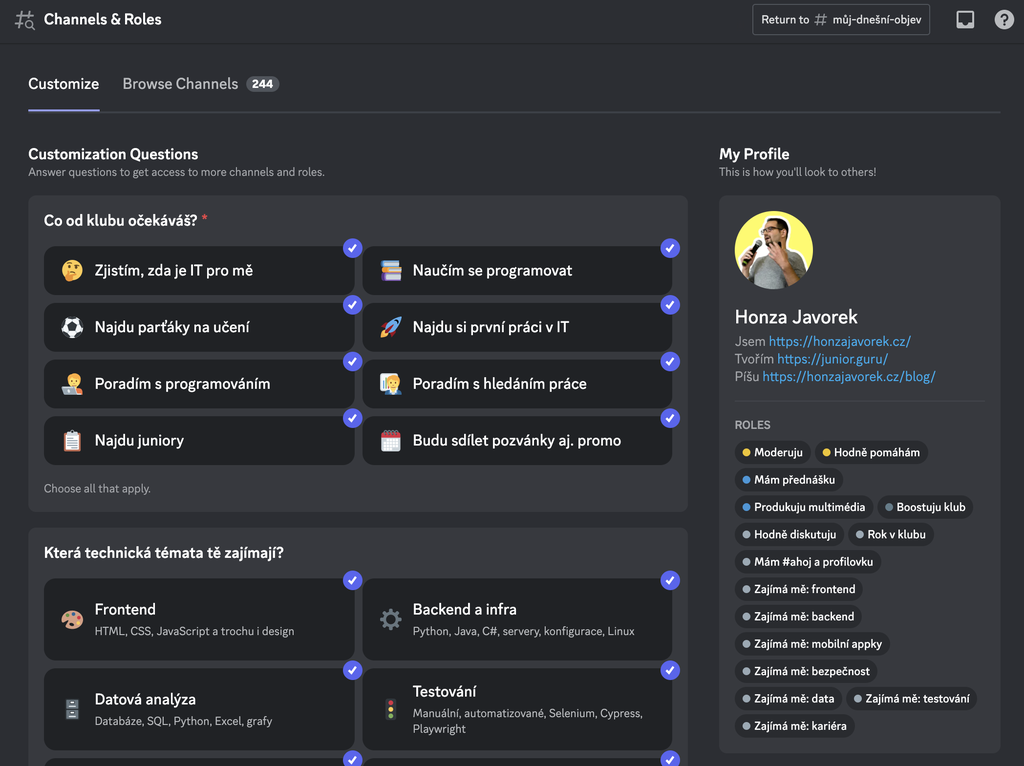 Channels & Roles
Return to # můj-dnešní-objev
Customize
Browse Channels 244
Customization Questions
Answer questions to get access to more channels and roles.
Co od klubu očekáváš? *
Zjistím, zda je IT pro mě
Naučím se programovat
Najdu parťáky na učení
Najdu si první práci v IT
Poradím s programováním
Poradím s hledáním práce
Najdu juniory
Budu sdílet pozvánky aj. promo
Choose all that apply.
Která technická témata tě zajímají?
Frontend
HTML, CSS, JavaScript a trochu i design
Backend a infra
Python, Java, C#, servery, konfigurace, Linux
Datová analýza
Databáze, SQL, Python, Excel, grafy
Testování
Manuální, automatizované, Selenium, Cypress,
Playwright
My Profile
This is how you'll look to others!
Honza Javorek
Jsem https://honzajavorek.cz/
Tvořím https://junior.guru/
Píšu https://honzajavorek.cz/blog/
ROLES
Moderuju
Hodně pomáhám
Mám přednášku
Produkuju multimédia
Boostuju klub
Hodně diskutuju
Rok v klubu
Mám #ahoj a profilovku
Zajímá mě: frontend
Zajímá mě: backend
Zajímá mě: mobilní appky
Zajímá mě: bezpečnost
Zajímá mě: data
Zajímá mě: testování
Zajímá mě: kariéra